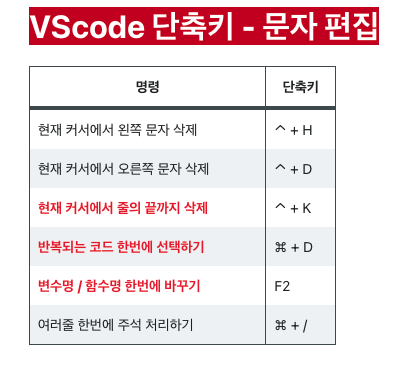 VScode 단축키 - 문자 편집
명령 단축키
현재 커서에서 왼쪽 문자 삭제 ^ + H
현재 커서에서 오른쪽 문자 삭제 ^ + D
현재 커서에서 줄의 끝까지 삭제 ^ + K
반복되는 코드 한번에 선택하기 ⌘ + D
변수명 / 함수명 한번에 바꾸기 F2
여러줄 한번에 주석 처리하기 ⌘ + /